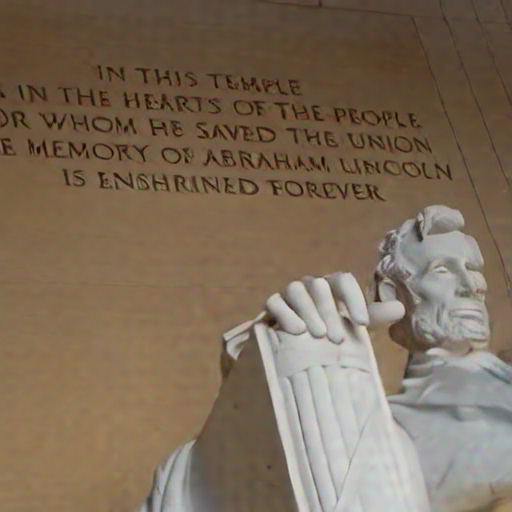 IN THIS TEMPLE
IN THE HEARTS OF THE PEOPLE
OR WHOM HE SAVED THE UNION
E MEMORY OF ABRAHAM LINCOLN
IS ENSHRINED FOREVER